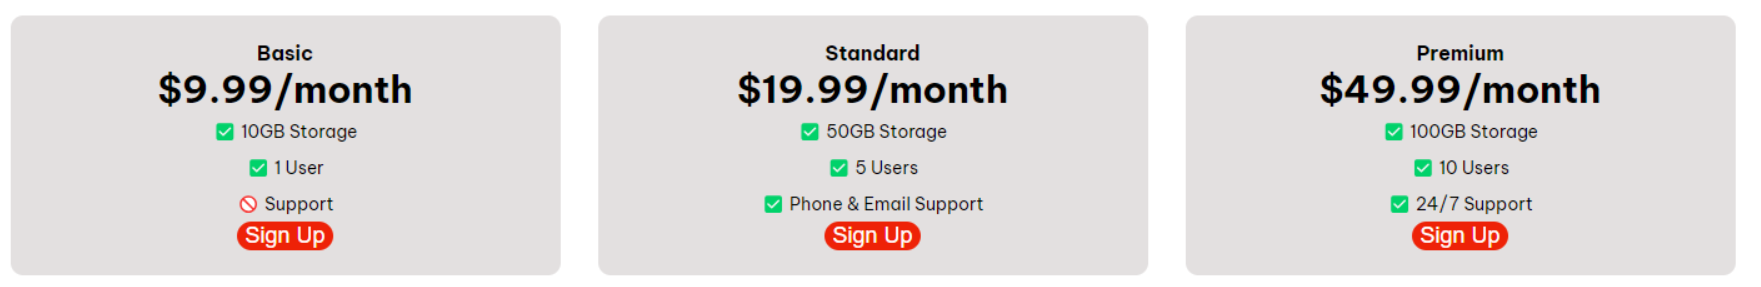 Basic
$9.99/month
✅ 10GB Storage
✅ 1 User
🚫 Support
Sign Up
Standard
$19.99/month
✅ 50GB Storage
✅ 5 Users
✅ Phone & Email Support
Sign Up
Premium
$49.99/month
✅ 100GB Storage
✅ 10 Users
✅ 24/7 Support
Sign Up